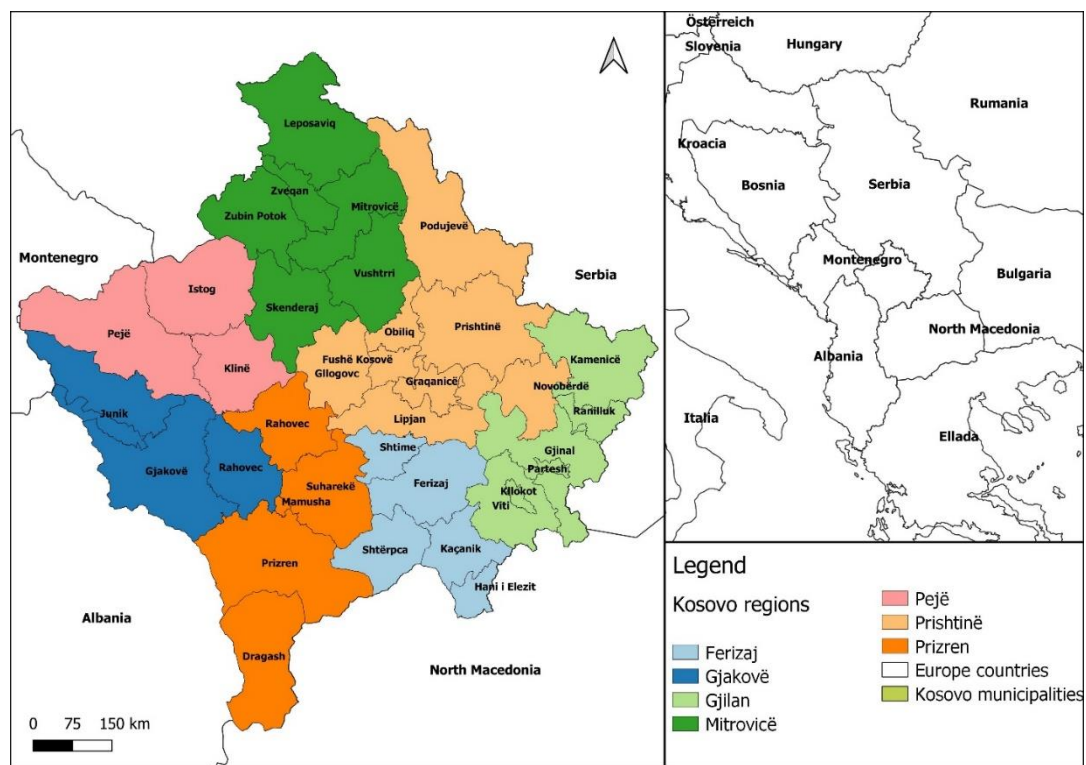 Leposaviq
Zveqan
Mitrovicë
Zubin Potok
Podujevë
Montenegro
Vushtrri
Serbia
Istog
Skenderaj
Prishtinë
Pejë
Obiliq
Fushë Kosovë
Kamenicë
Klinë
Gllogovc
Graqanicë
Novobërdë
Ranilluk
Junik
Rahovec
Lipjan
Shtime
Gjinal
Gjakovë
Rahovec
Partesh
Suharekë
Ferizaj
Kllokot
Mamusha
Viti
Shtërpca
Kaçanik
Prizren
Hani i Elezit
Albania
Dragash
North Macedonia
0 75 150 km
Österreich
Slovenia
Hungary
Rumania
Kroacia
Bosnia
Serbia
Montenegro
Bulgaria
North Macedonia
Albania
Italia
Ellada
Legend
Kosovo regions
Ferizaj
Gjakovë
Gjilan
Mitrovicë
Pejë
Prishtinë
Prizren
Europe countries
Kosovo municipalities